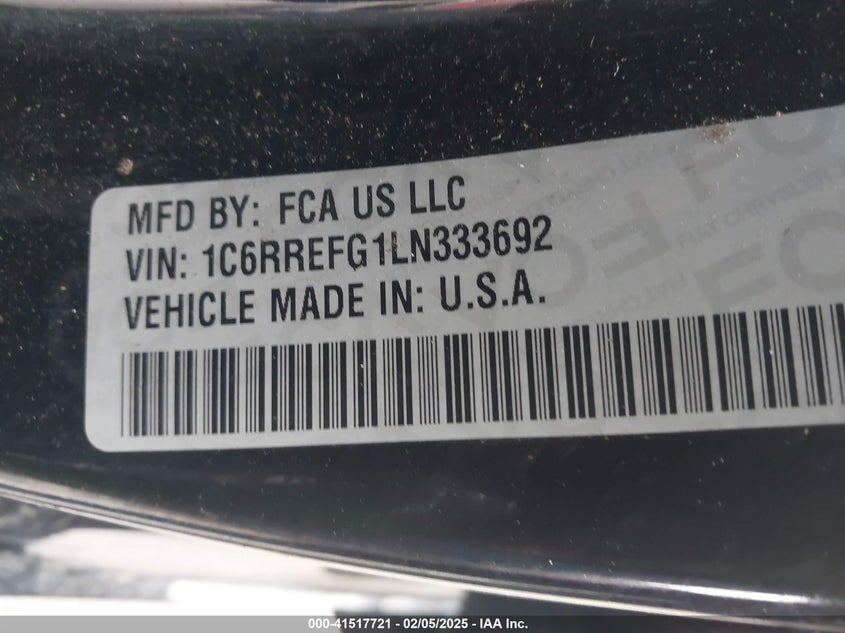 MFD BY: FCA US LLC
VIN: 1C6RREFG1LN333692
VEHICLE MADE IN: U.S.A.
000-41517721 - 02/05/2025 - IAA Inc.